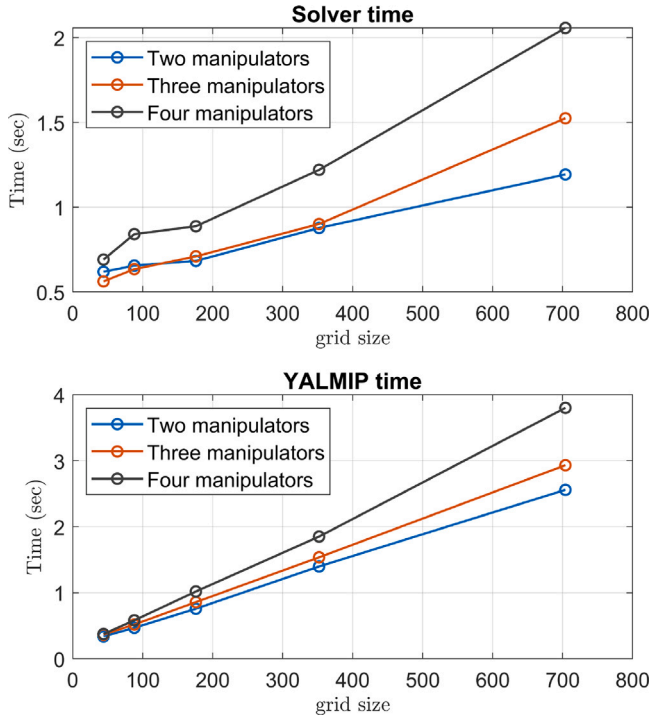 Solver time
2
1.5
1
0.5
Time (sec)
Two manipulators
Three manipulators
Four manipulators
0 100 200 300 400 500 600 700 800
grid size
YALMIP time
4
3
2
1
0
Time (sec)
Two manipulators
Three manipulators
Four manipulators
0 100 200 300 400 500 600 700 800
grid size